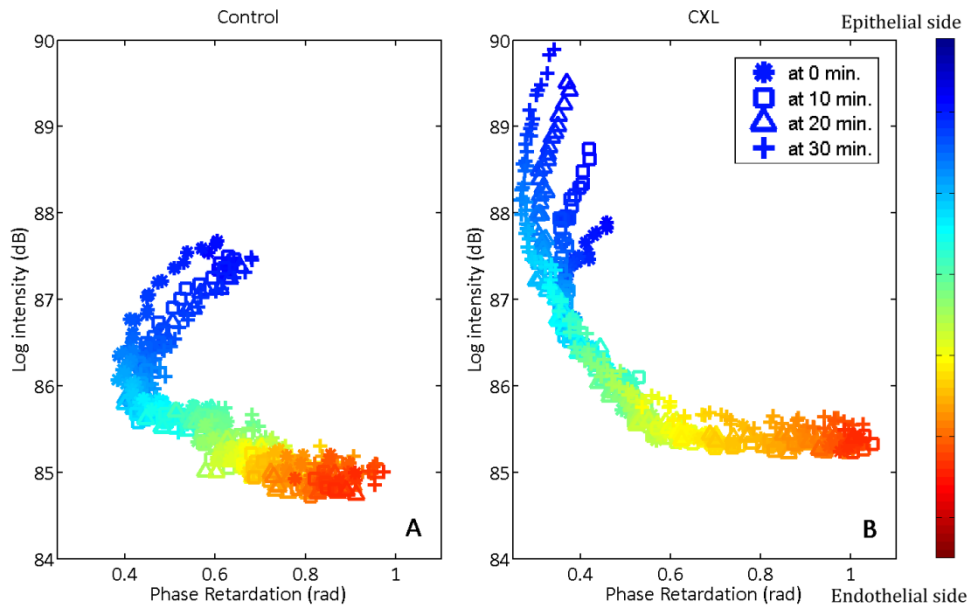 Control
CXL
Epithelial side
90
89
88
87
86
85
84
Log intensity (dB)
0.4
0.6
0.8
1
Phase Retardation (rad)
A
90
89
88
87
86
85
84
Log intensity (dB)
at 0 min.
at 10 min.
at 20 min.
at 30 min.
0.4
0.6
0.8
1
Phase Retardation (rad)
B
Endothelial side